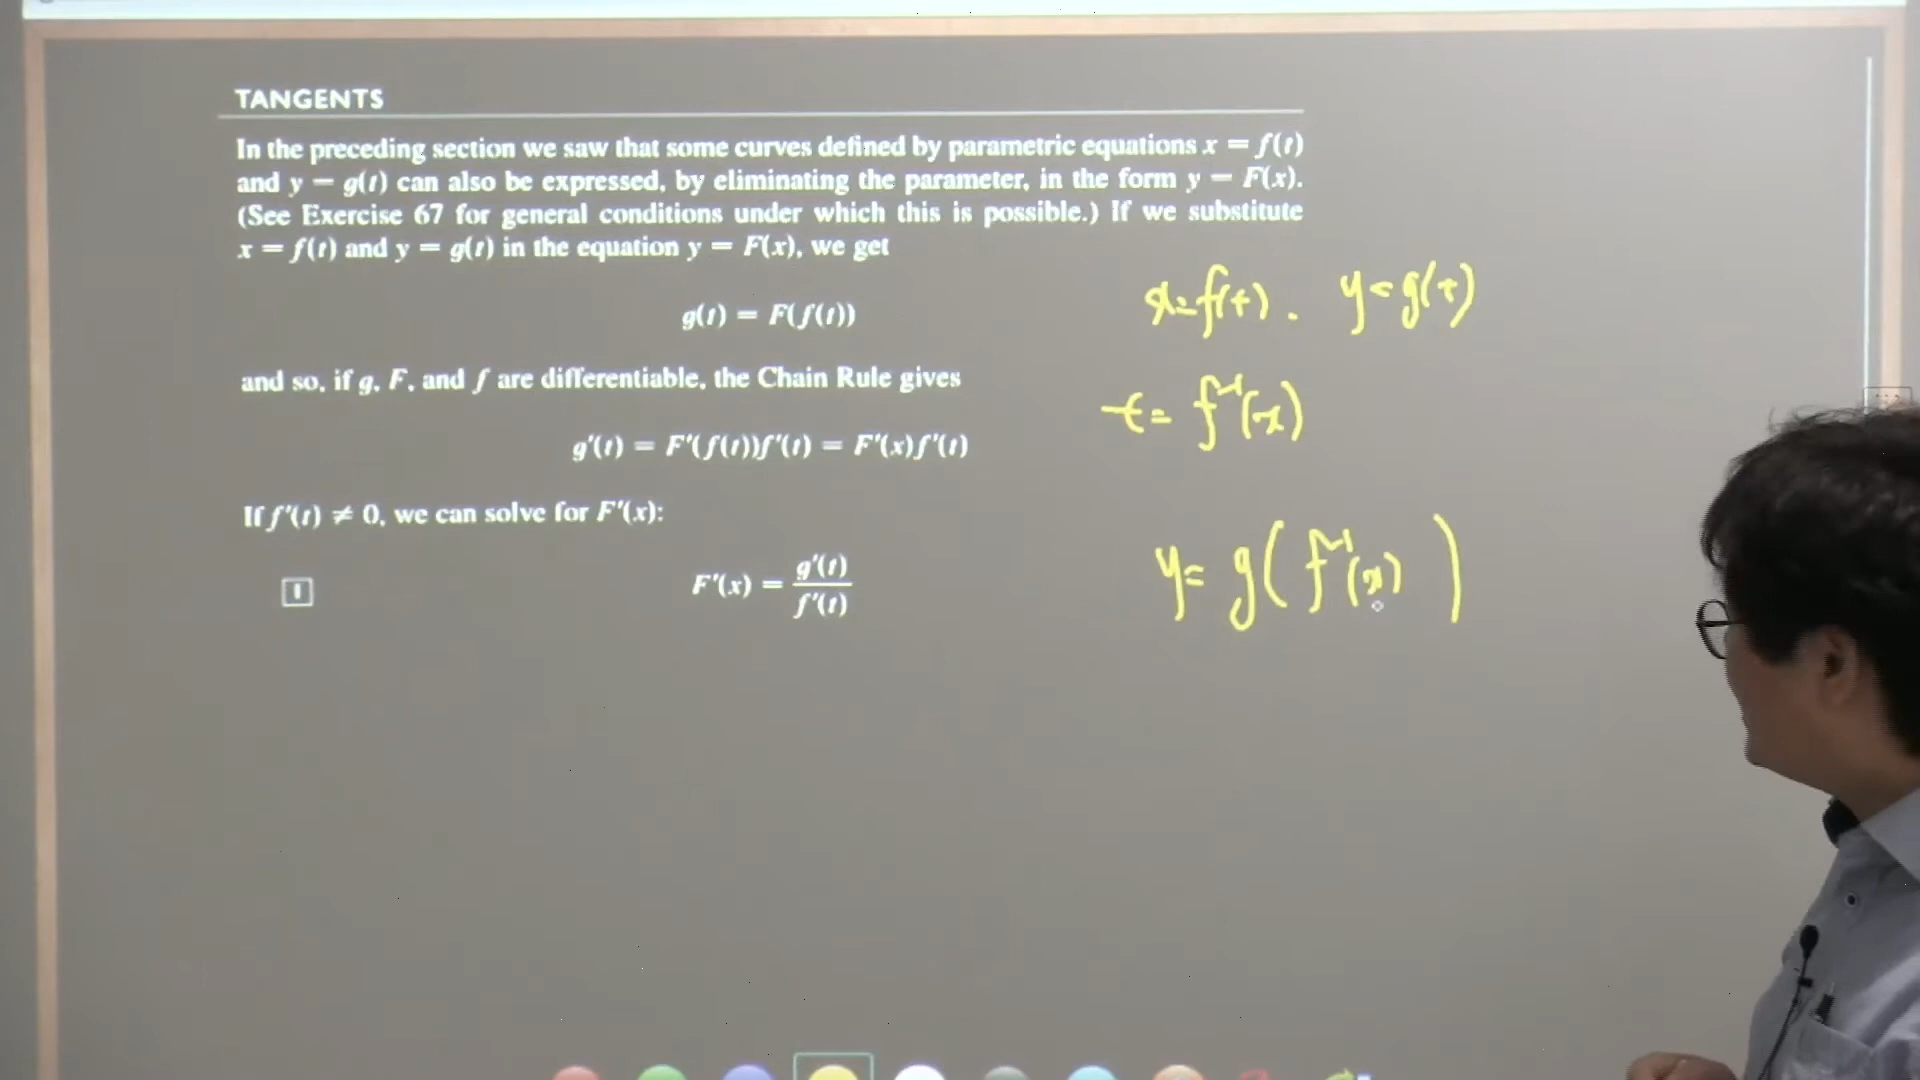 TANGENTS
In the preceding section we saw that some curves defined by parametric equations x = f(t)
and y = g(t) can also be expressed, by eliminating the parameter, in the form y = F(x).
(See Exercise 67 for general conditions under which this is possible.) If we substitute
x = f(t) and y = g(t) in the equation y = F(x), we get
g(t) = F(f(t))
x=f(t). y=g(t)
and so, if g, F, and f are differentiable, the Chain Rule gives
t= f⁻¹(x)
g'(t) = F'(f(t))f'(t) = F'(x)f'(t)
If f'(t) ≠ 0, we can solve for F'(x):
y= g( f⁻¹(x) )
1 F'(x) = g'(t) / f'(t)